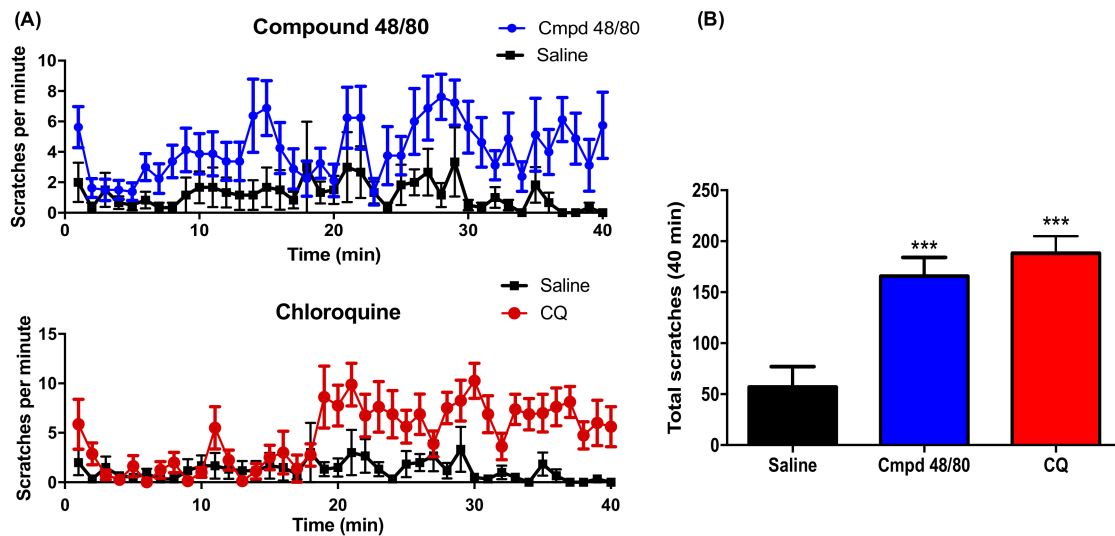 (A)
Compound 48/80
Cmpd 48/80
Saline
Scratches per minute
10
8
6
4
2
0
0 10 20 30 40
Time (min)
Chloroquine
Saline
CQ
Scratches per minute
15
10
5
0
0 10 20 30 40
Time (min)
(B)
Total scratches (40 min)
250
200
150
100
50
0
***
***
Saline Cmpd 48/80 CQ